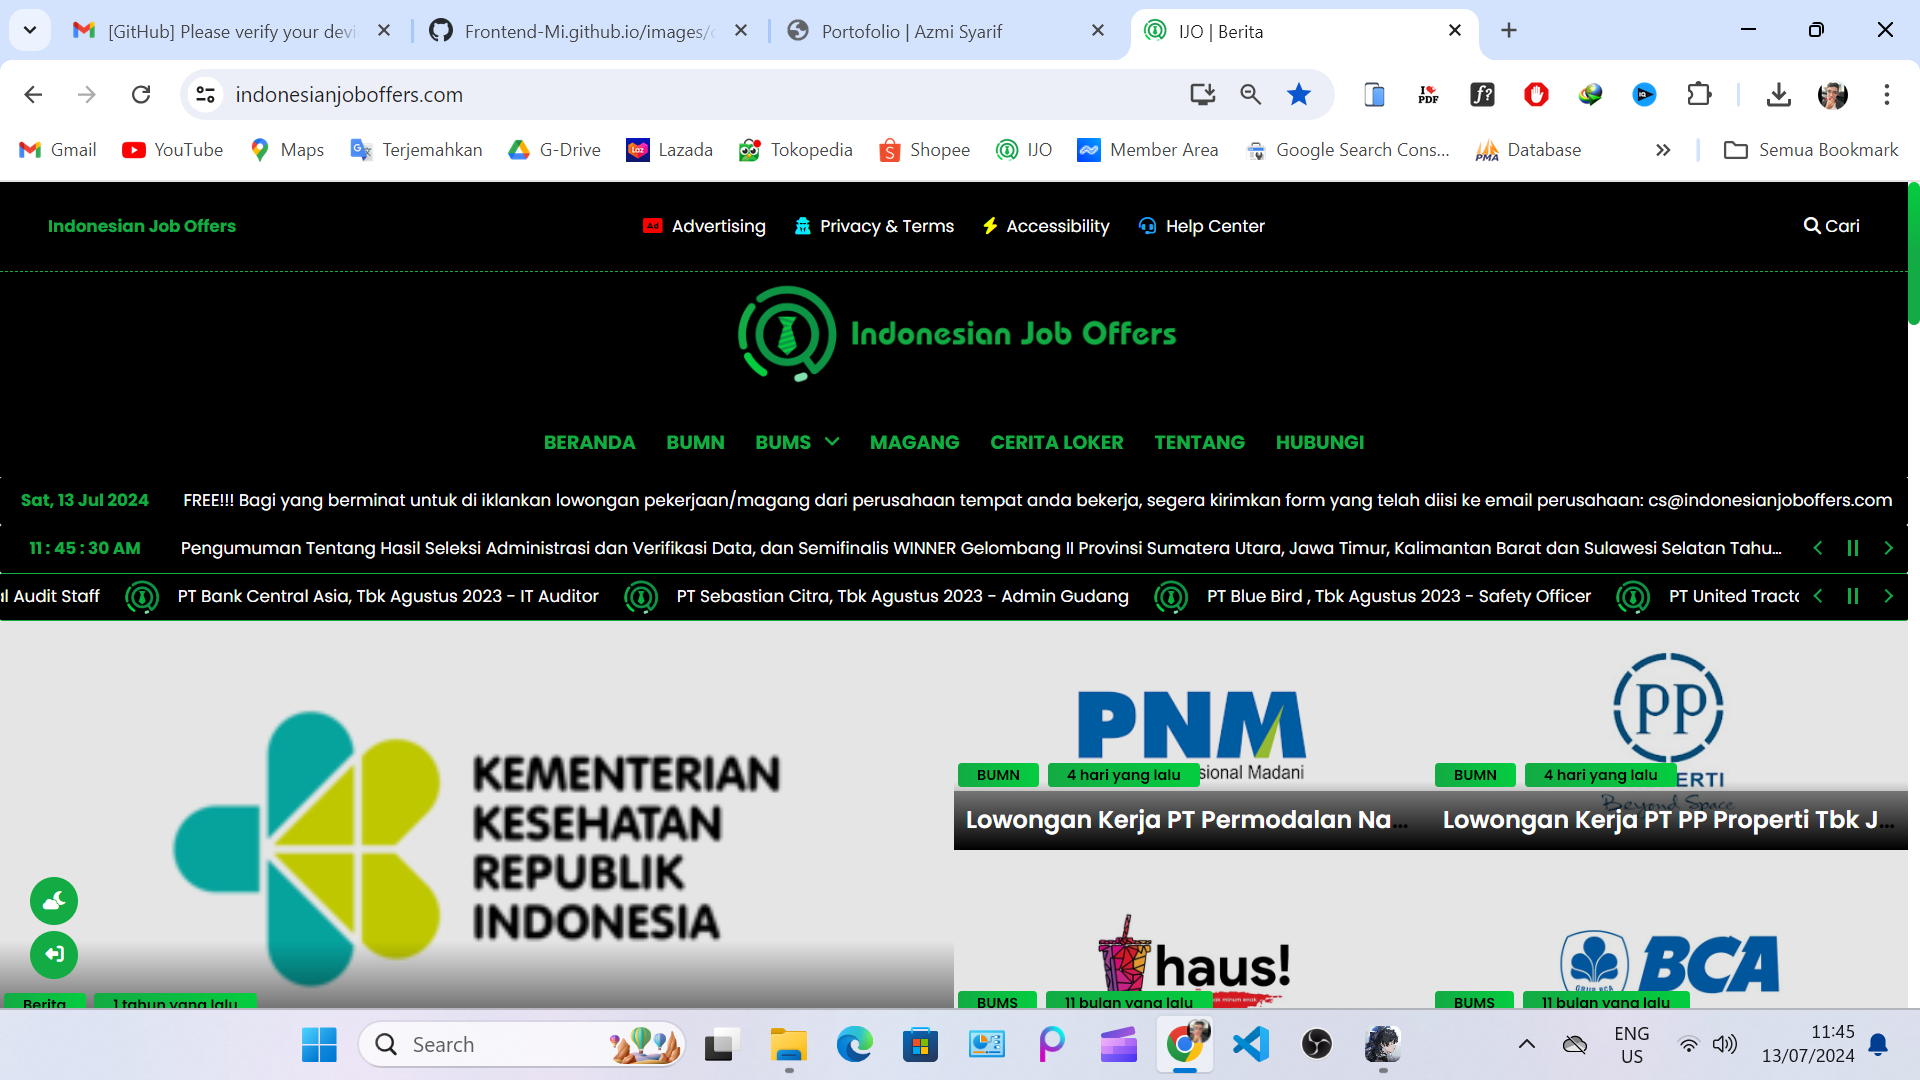 [GitHub] Please verify your devi
Frontend-Mi.github.io/images/
Portofolio | Azmi Syarif
IJO | Berita
indonesianjoboffers.com
I PDF
f?
Gmail
YouTube
Maps
Terjemahkan
G-Drive
Lazada
Tokopedia
Shopee
IJO
Member Area
Google Search Cons...
PMA
Database
Semua Bookmark
Indonesian Job Offers
Ad Advertising
Privacy & Terms
Accessibility
Help Center
Cari
Indonesian Job Offers
BERANDA
BUMN
BUMS
MAGANG
CERITA LOKER
TENTANG
HUBUNGI
Sat, 13 Jul 2024
FREE!!! Bagi yang berminat untuk di iklankan lowongan pekerjaan/magang dari perusahaan tempat anda bekerja, segera kirimkan form yang telah diisi ke email perusahaan: cs@indonesianjoboffers.com
11 : 45 : 30 AM
Pengumuman Tentang Hasil Seleksi Administrasi dan Verifikasi Data, dan Semifinalis WINNER Gelombang II Provinsi Sumatera Utara, Jawa Timur, Kalimantan Barat dan Sulawesi Selatan Tahu...
l Audit Staff
PT Bank Central Asia, Tbk Agustus 2023 - IT Auditor
PT Sebastian Citra, Tbk Agustus 2023 - Admin Gudang
PT Blue Bird , Tbk Agustus 2023 - Safety Officer
PT United Tracto
KEMENTERIAN
KESEHATAN
REPUBLIK
INDONESIA
Berita
1 tahun yang lalu
PNM
sional Madani
BUMN
4 hari yang lalu
Lowongan Kerja PT Permodalan Na...
PP
ERTI
Beyond Space
BUMN
4 hari yang lalu
Lowongan Kerja PT PP Properti Tbk J...
haus!
BUMS
11 bulan yang lalu
BCA
BUMS
11 bulan yang lalu
Search
ENG
US
11:45
13/07/2024